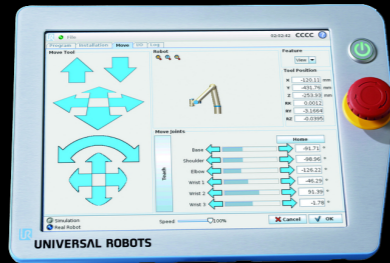 File 02:03:02 CCCC
Program Installation Move I/O Log
Move Tool Robot Feature
View
Tool Position
X -120.11 mm
Y -431.76 mm
Z -253.93 mm
RX 0.0012
RY -3.1664
RZ -0.0395
Move Joints
Home
Teach
Base -91.71 °
Shoulder -98.96 °
Elbow -126.22 °
Wrist 1 -46.29 °
Wrist 2 91.39 °
Wrist 3 -1.78 °
Simulation
Real Robot
Speed 100%
Cancel OK
UNIVERSAL ROBOTS